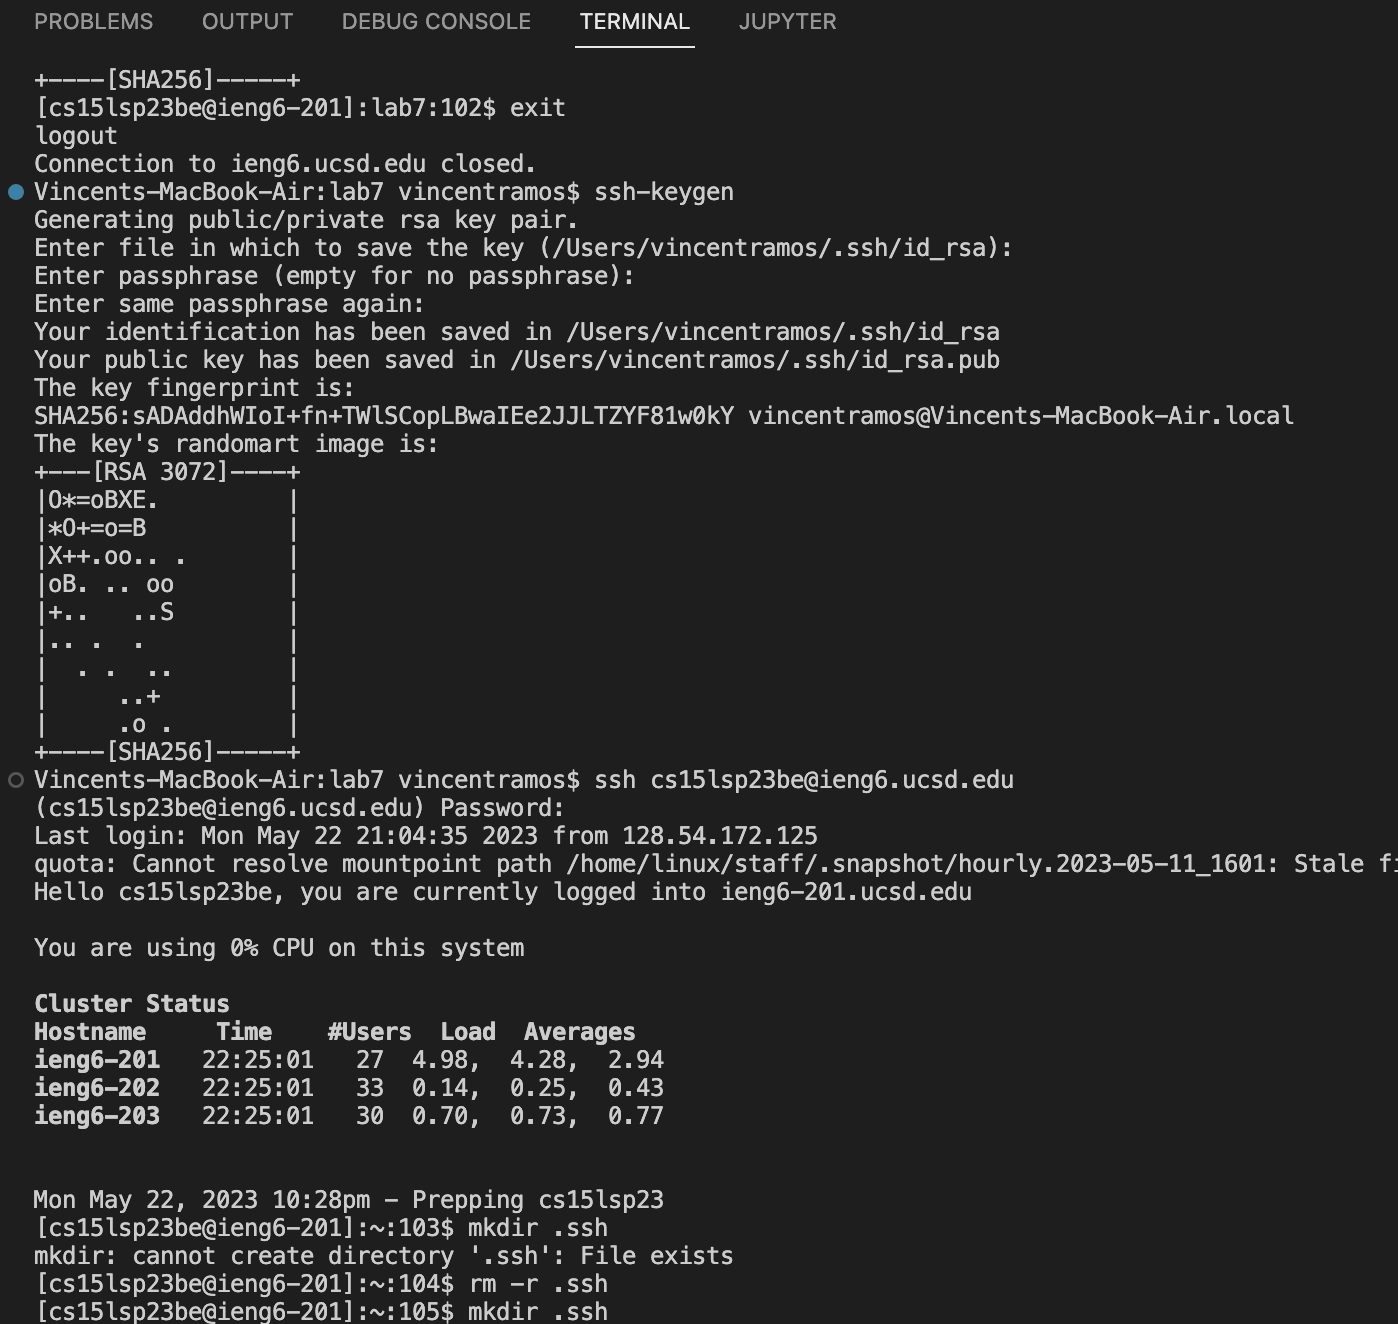 PROBLEMS OUTPUT DEBUG CONSOLE TERMINAL JUPYTER
+----[SHA256]-----+
[cs15lsp23be@ieng6-201]:lab7:102$ exit
logout
Connection to ieng6.ucsd.edu closed.
Vincents-MacBook-Air:lab7 vincentramos$ ssh-keygen
Generating public/private rsa key pair.
Enter file in which to save the key (/Users/vincentramos/.ssh/id_rsa):
Enter passphrase (empty for no passphrase):
Enter same passphrase again:
Your identification has been saved in /Users/vincentramos/.ssh/id_rsa
Your public key has been saved in /Users/vincentramos/.ssh/id_rsa.pub
The key fingerprint is:
SHA256:sADAddhWIoI+fn+TWlSCopLBwaIEe2JJLTZYF81w0kY vincentramos@Vincents-MacBook-Air.local
The key's randomart image is:
+---[RSA 3072]----+
|O*=oBXE.         |
|*O+=o=B          |
|X++.oo.. .       |
|oB. .. oo        |
|+..   ..S        |
|.. .  .          |
|  . .  ..        |
|     ..+         |
|     .o .        |
+----[SHA256]-----+
Vincents-MacBook-Air:lab7 vincentramos$ ssh cs15lsp23be@ieng6.ucsd.edu
(cs15lsp23be@ieng6.ucsd.edu) Password:
Last login: Mon May 22 21:04:35 2023 from 128.54.172.125
quota: Cannot resolve mountpoint path /home/linux/staff/.snapshot/hourly.2023-05-11_1601: Stale fi
Hello cs15lsp23be, you are currently logged into ieng6-201.ucsd.edu
You are using 0% CPU on this system
Cluster Status
Hostname     Time    #Users  Load  Averages
ieng6-201   22:25:01   27  4.98,  4.28,  2.94
ieng6-202   22:25:01   33  0.14,  0.25,  0.43
ieng6-203   22:25:01   30  0.70,  0.73,  0.77
Mon May 22, 2023 10:28pm - Prepping cs15lsp23
[cs15lsp23be@ieng6-201]:~:103$ mkdir .ssh
mkdir: cannot create directory '.ssh': File exists
[cs15lsp23be@ieng6-201]:~:104$ rm -r .ssh
[cs15lsp23be@ieng6-201]:~:105$ mkdir .ssh